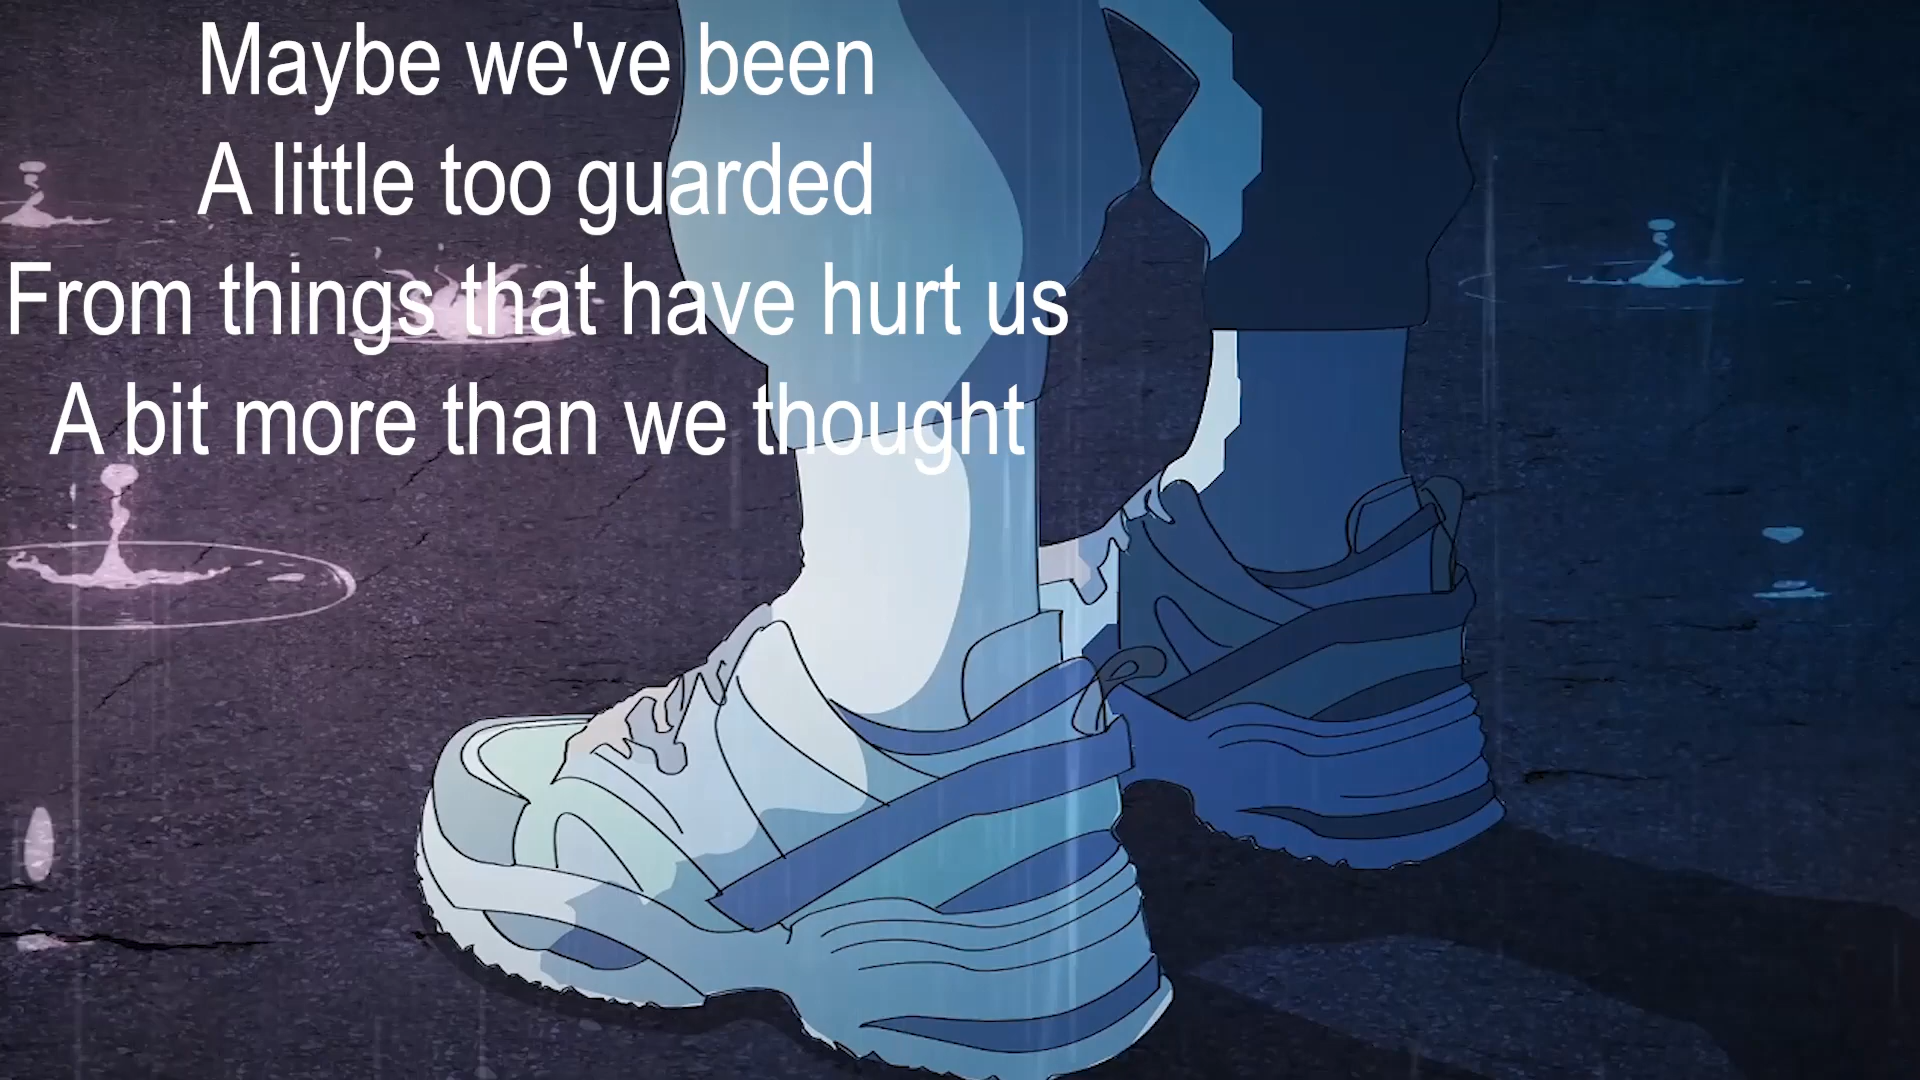 Maybe we've been
A little too guarded
From things that have hurt us
A bit more than we thought